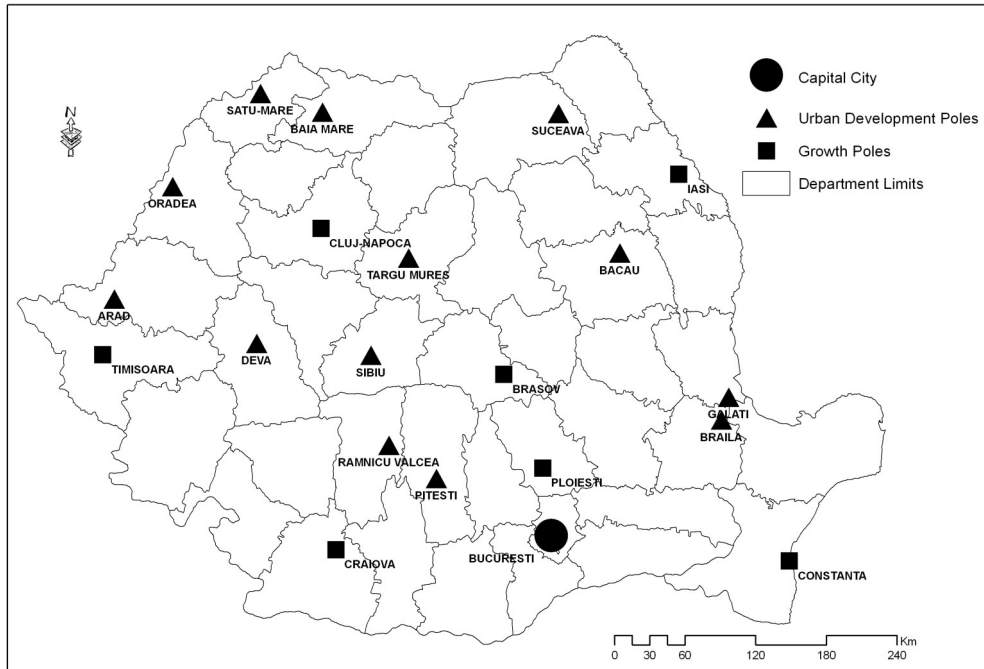 Capital City
SATU-MARE
N
BAIA MARE
SUCEAVA
Urban Development Poles
Growth Poles
IASI
Department Limits
ORADEA
CLUJ-NAPOCA
TARGU MURES
BACAU
ARAD
TIMISOARA
DEVA
SIBIU
BRASOV
GALATI
BRAILA
RAMNICU VALCEA
PITESTI
PLOIESTI
BUCURESTI
CRAIOVA
CONSTANTA
Km
0 30 60 120 180 240